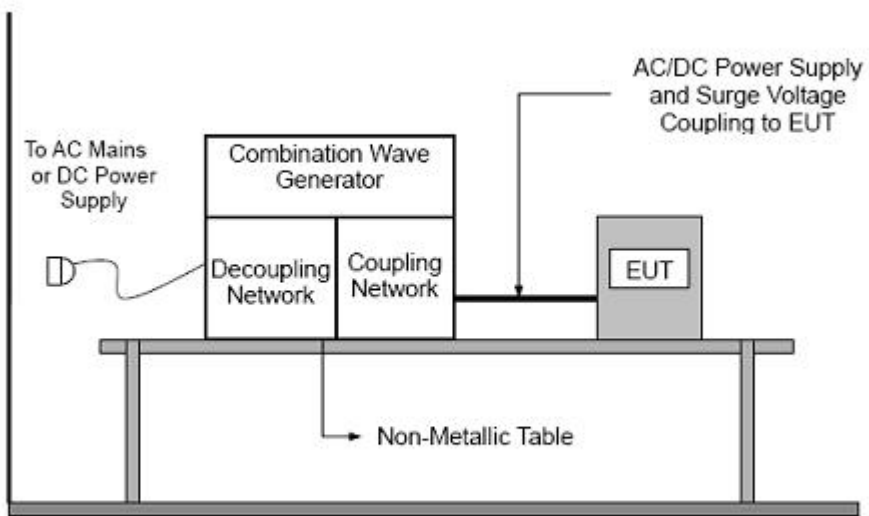 AC/DC Power Supply
and Surge Voltage
Coupling to EUT
To AC Mains
or DC Power
Supply
Combination Wave
Generator
Decoupling
Network
Coupling
Network
EUT
Non-Metallic Table